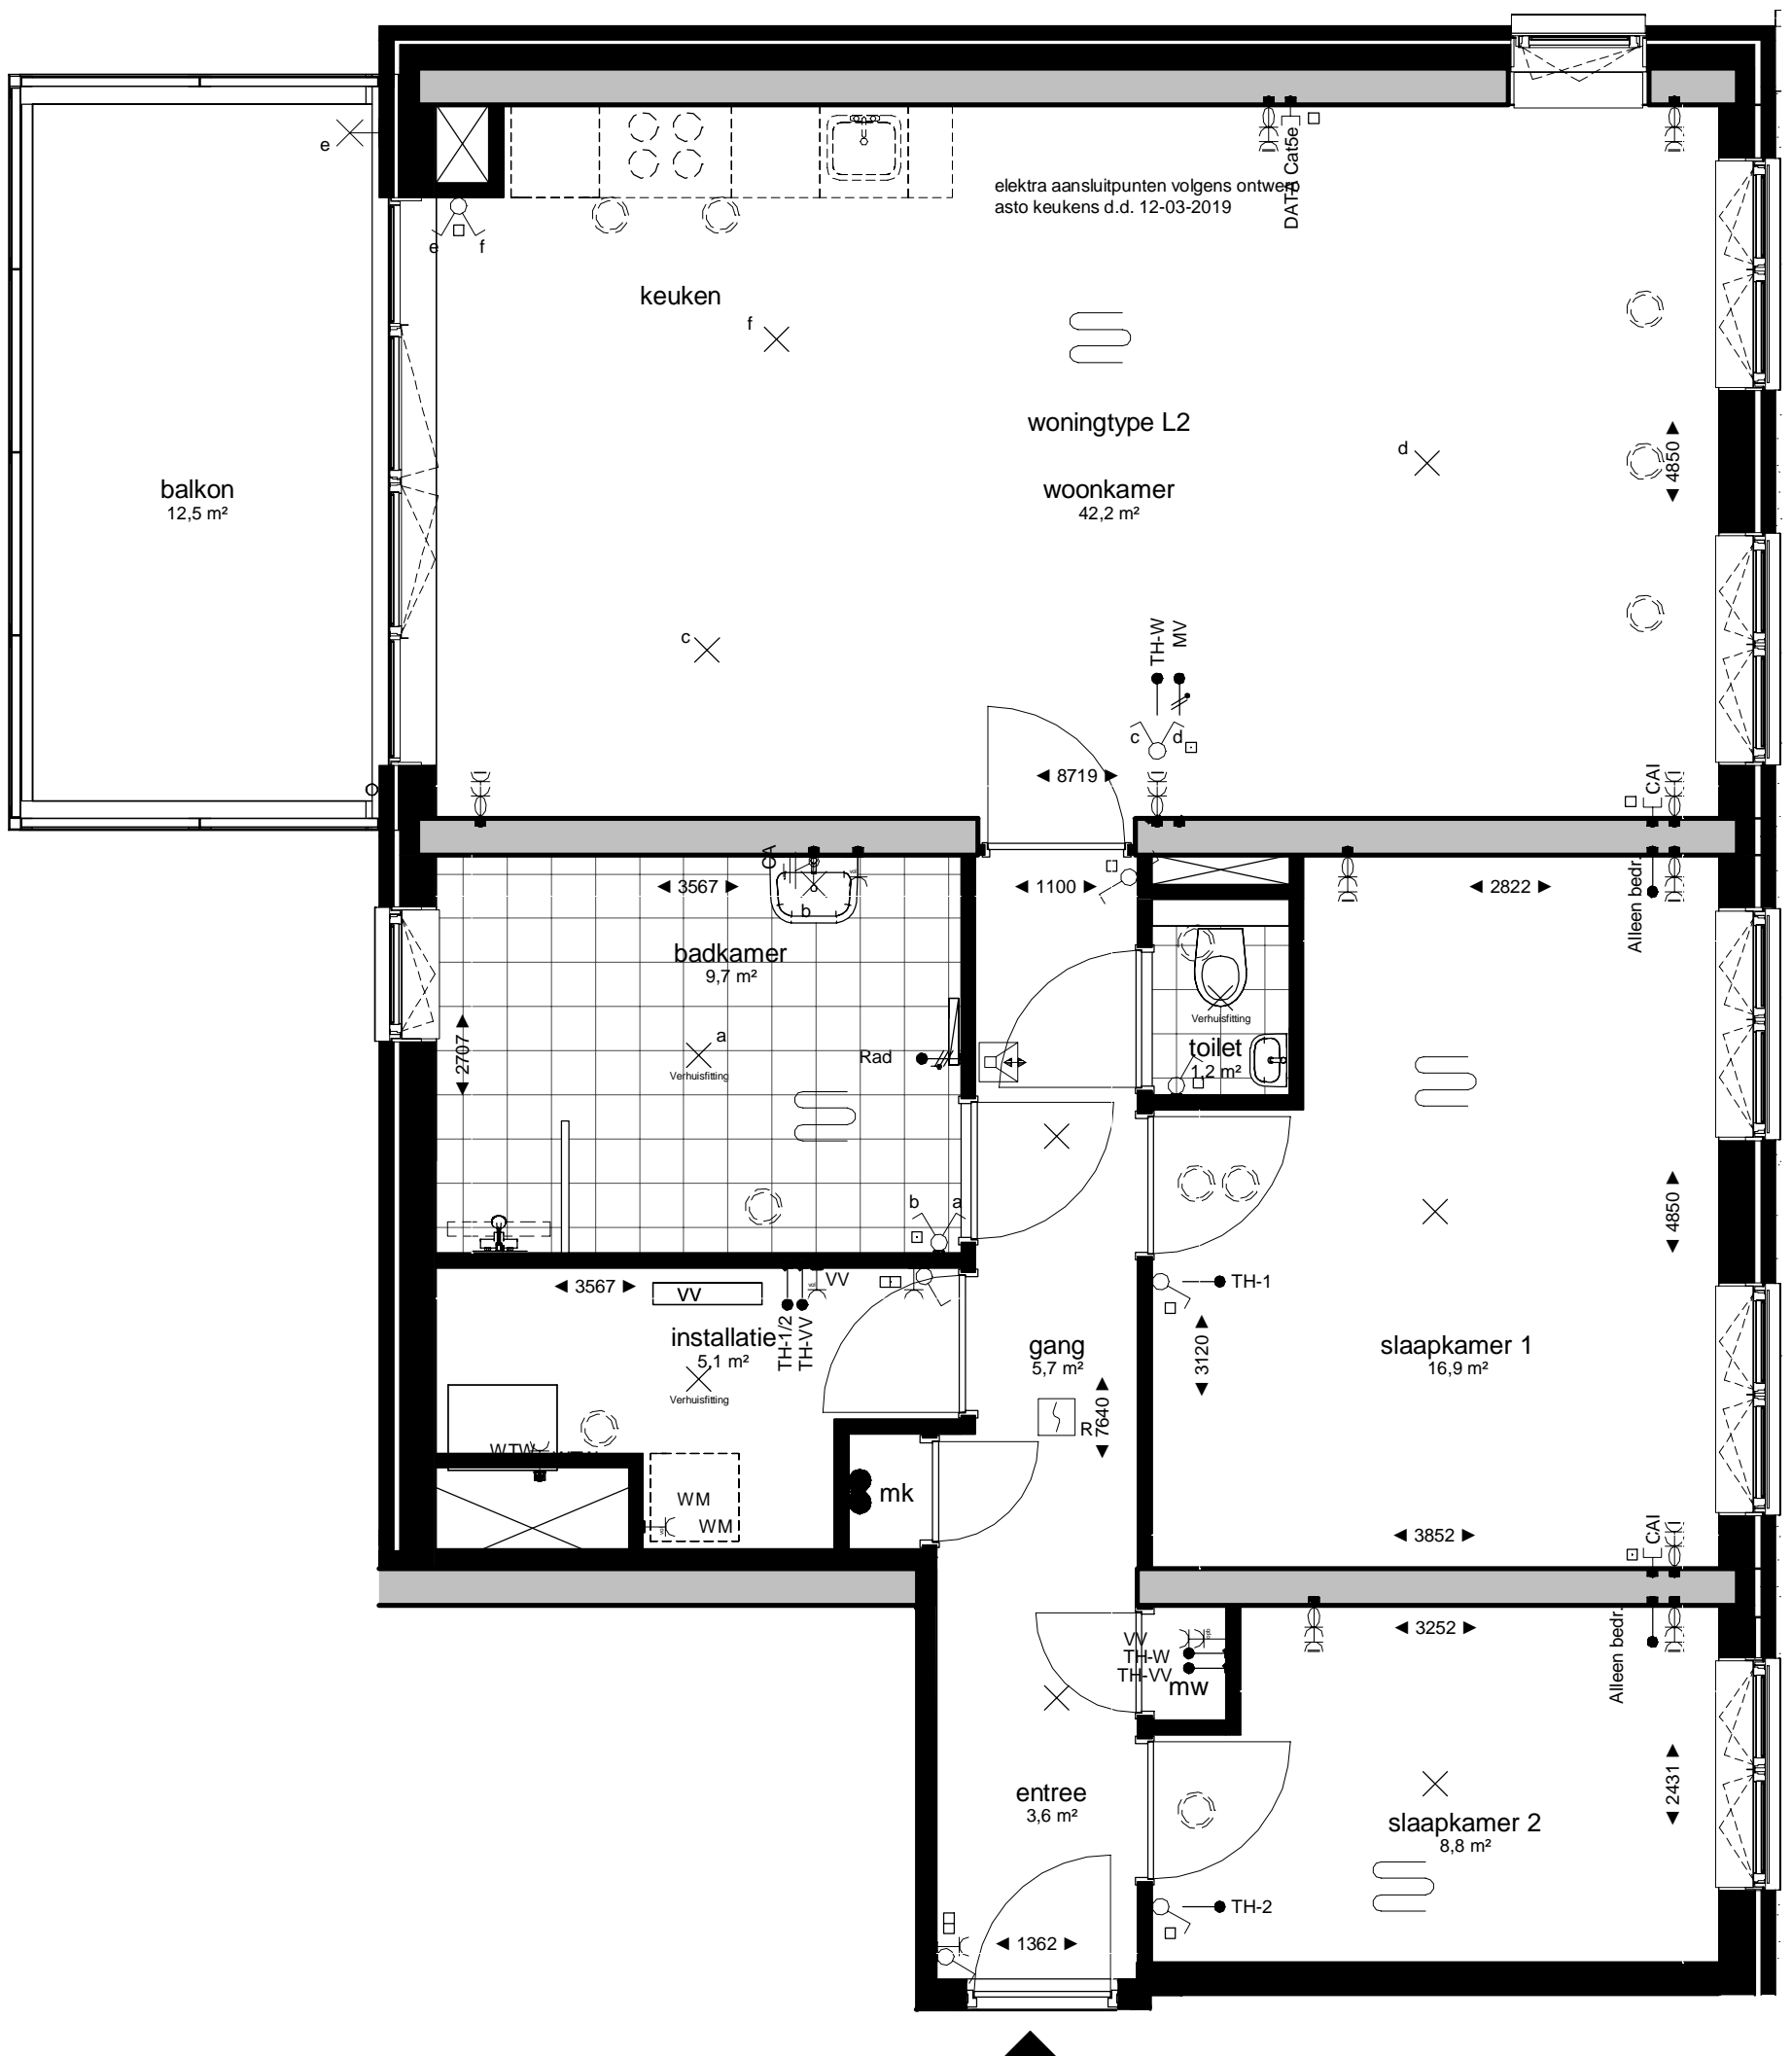 e
elektra aansluitpunten volgens ontwerp
asto keukens d.d. 12-03-2019
DATA Cat5e
e
f
keuken
f
woningtype L2
d
4850
balkon
12,5 m²
woonkamer
42,2 m²
c
TH-W
MV
c
d
8719
CAI
CA
3567
b
1100
2822
Alleen bedr.
badkamer
9,7 m²
2707
a
Verhuisfitting
Rad
Verhuisfitting
toilet
1,2 m²
b
a
4850
3567
VV
VV
TH-1
installatie
5,1 m²
TH-1/2
TH-VV
Verhuisfitting
gang
5,7 m²
3120
slaapkamer 1
16,9 m²
R
7640
WTW
mk
WM
WM
3852
CAI
3252
Alleen bedr.
VV
TH-W
TH-VV
mw
entree
3,6 m²
2431
slaapkamer 2
8,8 m²
TH-2
1362